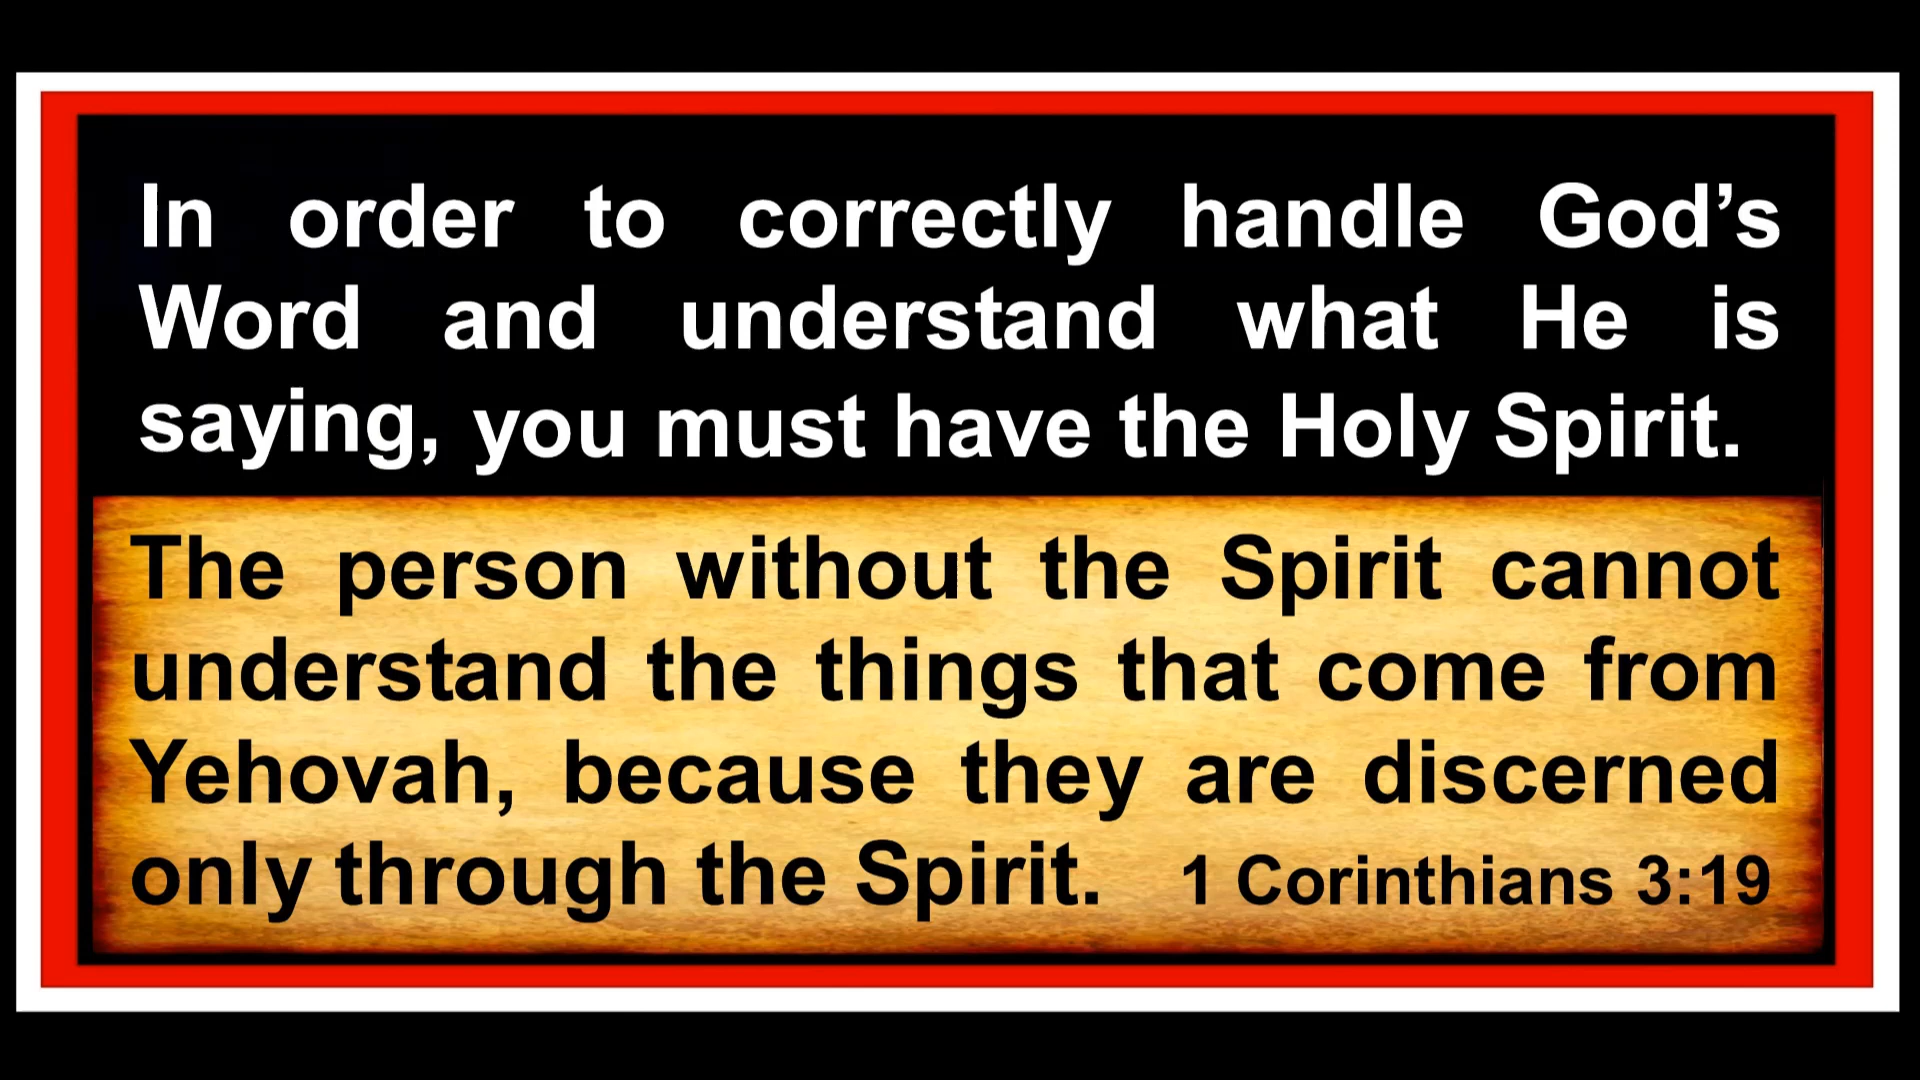 In order to correctly handle God’s
Word and understand what He is
saying, you must have the Holy Spirit.
The person without the Spirit cannot
understand the things that come from
Yehovah, because they are discerned
only through the Spirit. 1 Corinthians 3:19